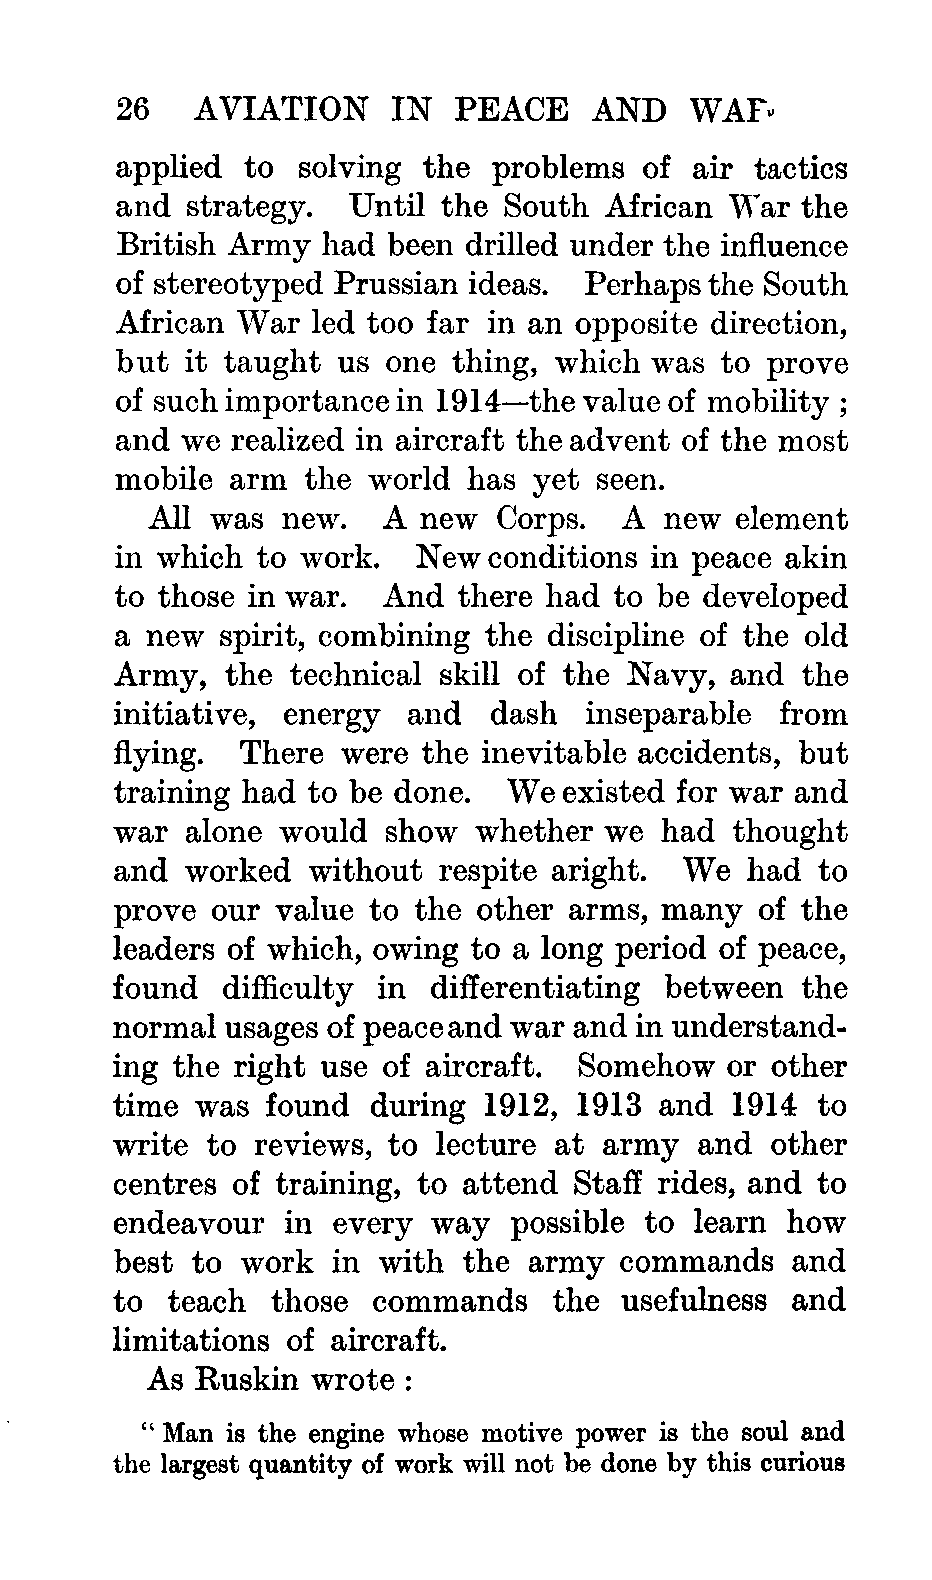 26 AVIATION IN PEACE AND WAR
applied to solving the problems of air tactics
and strategy. Until the South African War the
British Army had been drilled under the influence
of stereotyped Prussian ideas. Perhaps the South
African War led too far in an opposite direction,
but it taught us one thing, which was to prove
of such importance in 1914—the value of mobility ;
and we realized in aircraft the advent of the most
mobile arm the world has yet seen.
All was new. A new Corps. A new element
in which to work. New conditions in peace akin
to those in war. And there had to be developed
a new spirit, combining the discipline of the old
Army, the technical skill of the Navy, and the
initiative, energy and dash inseparable from
flying. There were the inevitable accidents, but
training had to be done. We existed for war and
war alone would show whether we had thought
and worked without respite aright. We had to
prove our value to the other arms, many of the
leaders of which, owing to a long period of peace,
found difficulty in differentiating between the
normal usages of peace and war and in understand-
ing the right use of aircraft. Somehow or other
time was found during 1912, 1913 and 1914 to
write to reviews, to lecture at army and other
centres of training, to attend Staff rides, and to
endeavour in every way possible to learn how
best to work in with the army commands and
to teach those commands the usefulness and
limitations of aircraft.
As Ruskin wrote :
“ Man is the engine whose motive power is the soul and
the largest quantity of work will not be done by this curious